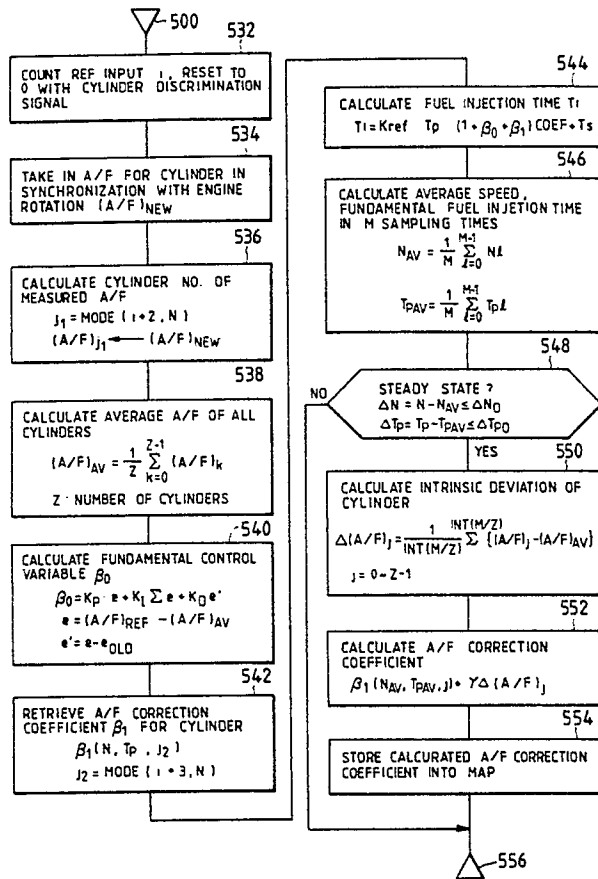 500
532
COUNT REF INPUT i, RESET TO
0 WITH CYLINDER DISCRIMINATION
SIGNAL
534
TAKE IN A/F FOR CYLINDER IN
SYNCHRONIZATION WITH ENGINE
ROTATION (A/F)NEW
536
CALCULATE CYLINDER NO. OF
MEASURED A/F
j1 = MODE (i+2, N)
(A/F)j1 ← (A/F)NEW
538
CALCULATE AVERAGE A/F OF ALL
CYLINDERS
(A/F)AV = 1/Z Z-1 ∑ k=0 (A/F)k
Z · NUMBER OF CYLINDERS
540
CALCULATE FUNDAMENTAL CONTROL
VARIABLE β0
β0 = KP · e + KI ∑ e + KD e'
e = (A/F)REF - (A/F)AV
e' = e - eOLD
542
RETRIEVE A/F CORRECTION
COEFFICIENT β1 FOR CYLINDER
β1 (N, Tp, j2)
j2 = MODE (i+3, N)
544
CALCULATE FUEL INJECTION TIME Ti
Ti = Kref Tp (1 + β0 + β1) COEF + Ts
546
CALCULATE AVERAGE SPEED,
FUNDAMENTAL FUEL INJETION TIME
IN M SAMPLING TIMES
NAV = 1/M M-1 ∑ l=0 Nl
TPAV = 1/M M-1 ∑ l=0 Tpl
548
NO
STEADY STATE ?
ΔN = N - NAV ≤ ΔN0
ΔTp = Tp - TPAV ≤ ΔTP0
YES
550
CALCULATE INTRINSIC DEVIATION OF
CYLINDER
Δ(A/F)j = 1/INT(M/Z) INT(M/Z) ∑ {(A/F)j - (A/F)AV}
j = 0 ~ Z-1
552
CALCULATE A/F CORRECTION
COEFFICIENT
β1 (NAV, TPAV, j) + γΔ(A/F)j
554
STORE CALCURATED A/F CORRECTION
COEFFICIENT INTO MAP
556